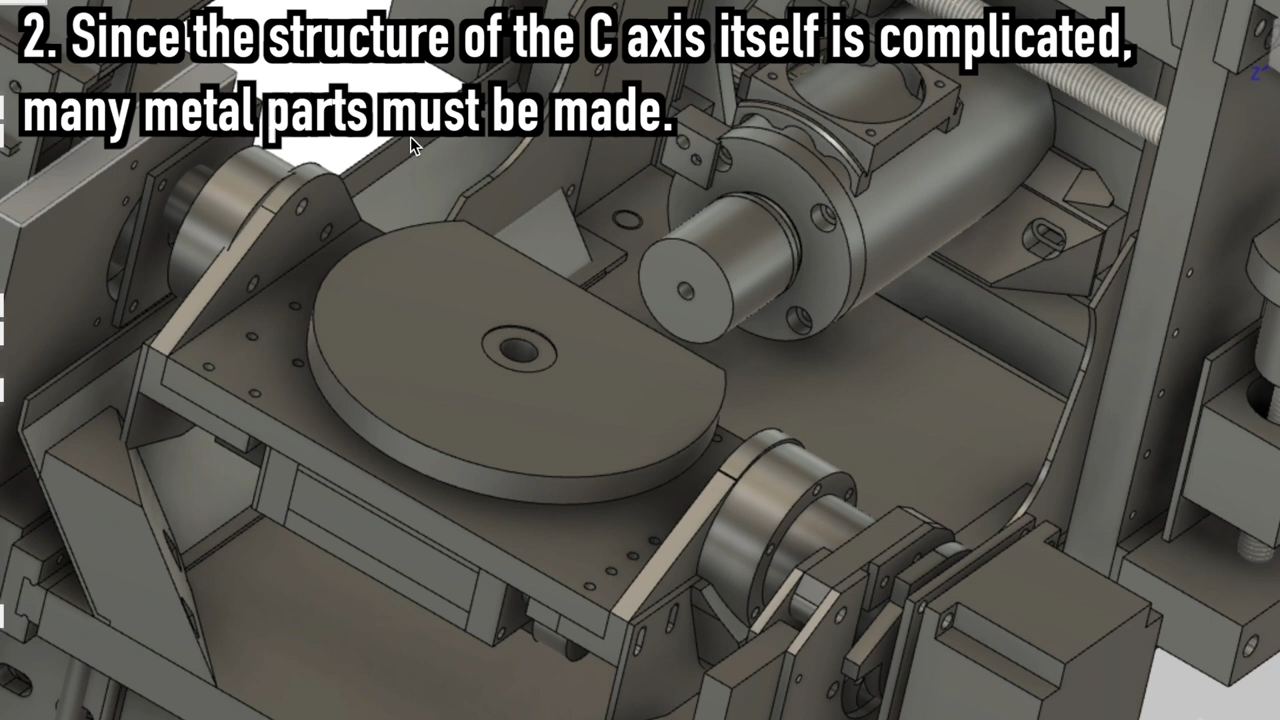 2. Since the structure of the C axis itself is complicated,
many metal parts must be made.
Z